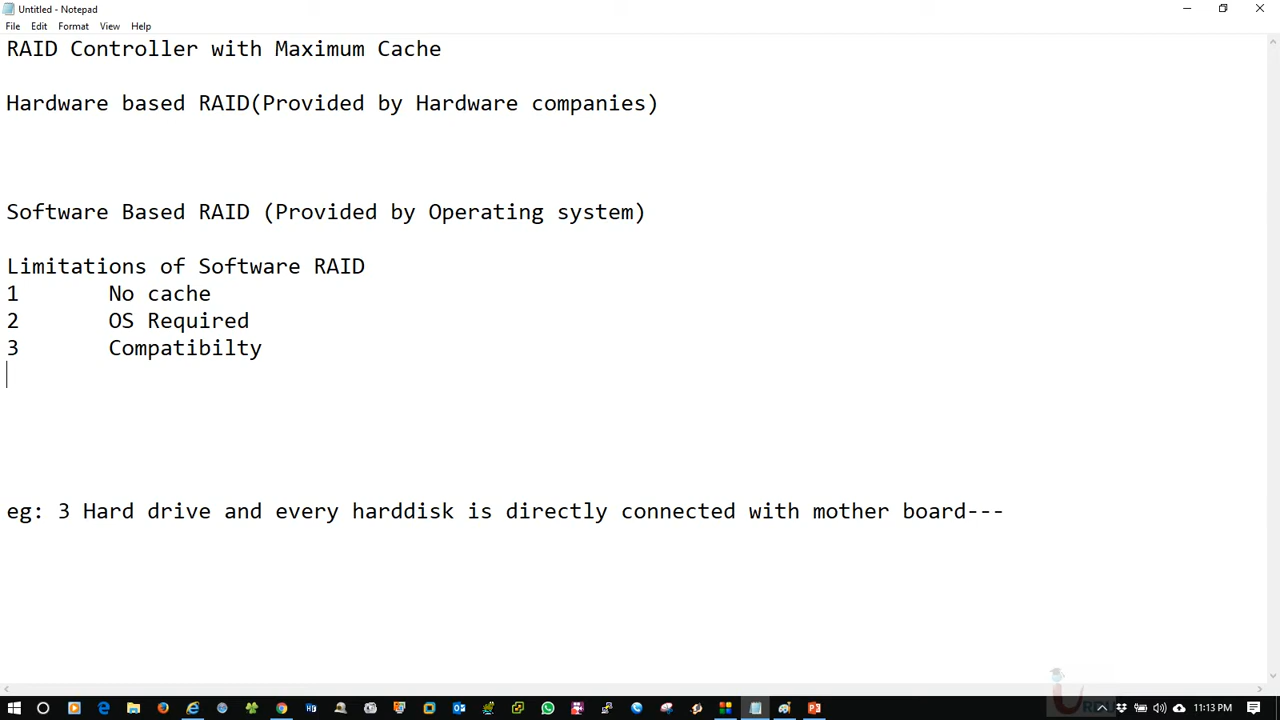 Untitled - Notepad
File Edit Format View Help
RAID Controller with Maximum Cache
Hardware based RAID(Provided by Hardware companies)
Software Based RAID (Provided by Operating system)
Limitations of Software RAID
1 No cache
2 OS Required
3 Compatibilty
eg: 3 Hard drive and every harddisk is directly connected with mother board---
11:13 PM